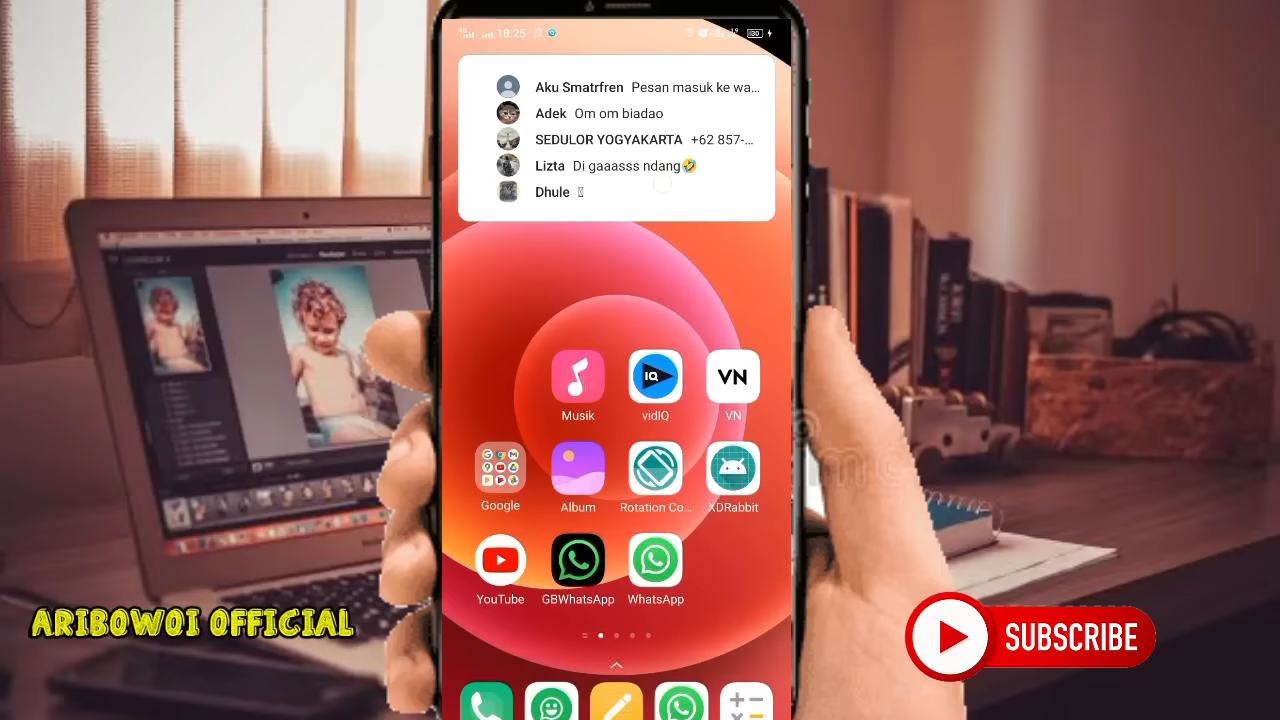 18.25
30
Aku Smatrfren Pesan masuk ke wa...
Adek Om om biadao
SEDULOR YOGYAKARTA +62 857-...
Lizta Di gaaasss ndang🤣
Dhule
IQ
VN
Musik
vidIQ
VN
Google
Album
Rotation Co...
XDRabbit
YouTube
GBWhatsApp
WhatsApp
ARIBOWOI OFFICIAL
SUBSCRIBE